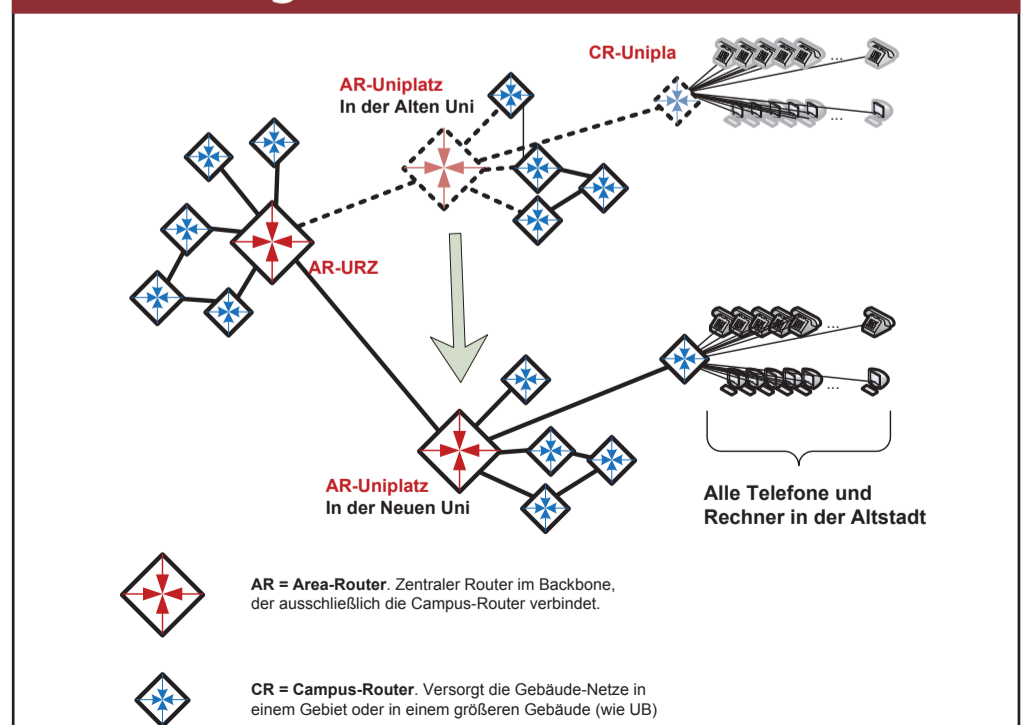 CR-Unipla
AR-Uniplatz
In der Alten Uni
...
...
AR-URZ
...
...
AR-Uniplatz
In der Neuen Uni
Alle Telefone und
Rechner in der Altstadt
AR = Area-Router. Zentraler Router im Backbone,
der ausschließlich die Campus-Router verbindet.
CR = Campus-Router. Versorgt die Gebäude-Netze in
einem Gebiet oder in einem größeren Gebäude (wie UB)